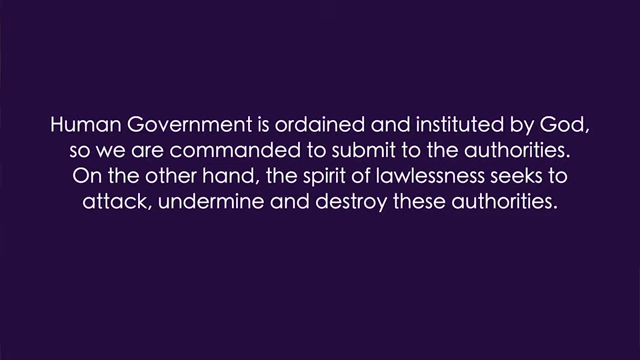 Human Government is ordained and instituted by God,
so we are commanded to submit to the authorities.
On the other hand, the spirit of lawlessness seeks to
attack, undermine and destroy these authorities.